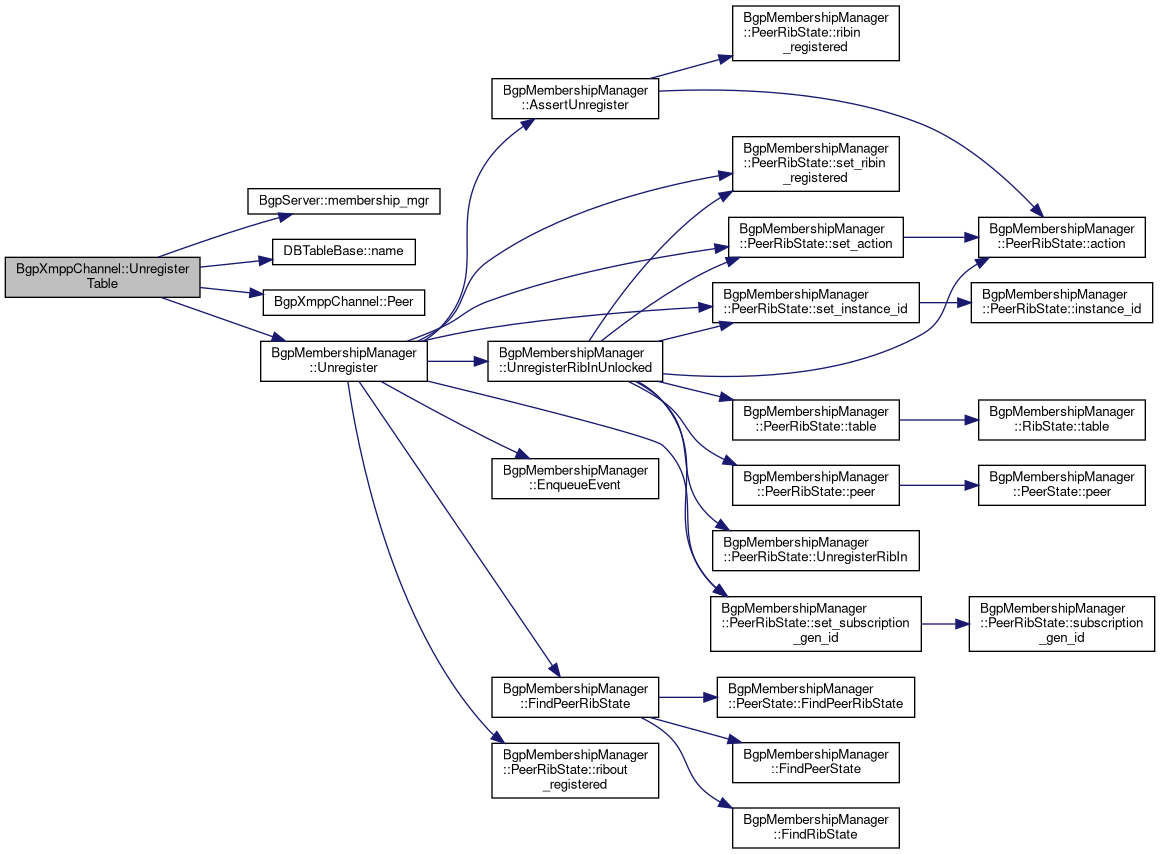 BgpXmppChannel::Unregister
Table
BgpServer::membership_mgr
DBTableBase::name
BgpXmppChannel::Peer
BgpMembershipManager
::Unregister
BgpMembershipManager
::AssertUnregister
BgpMembershipManager
::UnregisterRibInUnlocked
BgpMembershipManager
::EnqueueEvent
BgpMembershipManager
::FindPeerRibState
BgpMembershipManager
::PeerRibState::ribout
_registered
BgpMembershipManager
::PeerRibState::ribin
_registered
BgpMembershipManager
::PeerRibState::set_ribin
_registered
BgpMembershipManager
::PeerRibState::set_action
BgpMembershipManager
::PeerRibState::set_instance_id
BgpMembershipManager
::PeerRibState::table
BgpMembershipManager
::PeerRibState::peer
BgpMembershipManager
::PeerRibState::UnregisterRibIn
BgpMembershipManager
::PeerRibState::set_subscription
_gen_id
BgpMembershipManager
::PeerState::FindPeerRibState
BgpMembershipManager
::FindPeerState
BgpMembershipManager
::FindRibState
BgpMembershipManager
::PeerRibState::action
BgpMembershipManager
::PeerRibState::instance_id
BgpMembershipManager
::RibState::table
BgpMembershipManager
::PeerState::peer
BgpMembershipManager
::PeerRibState::subscription
_gen_id